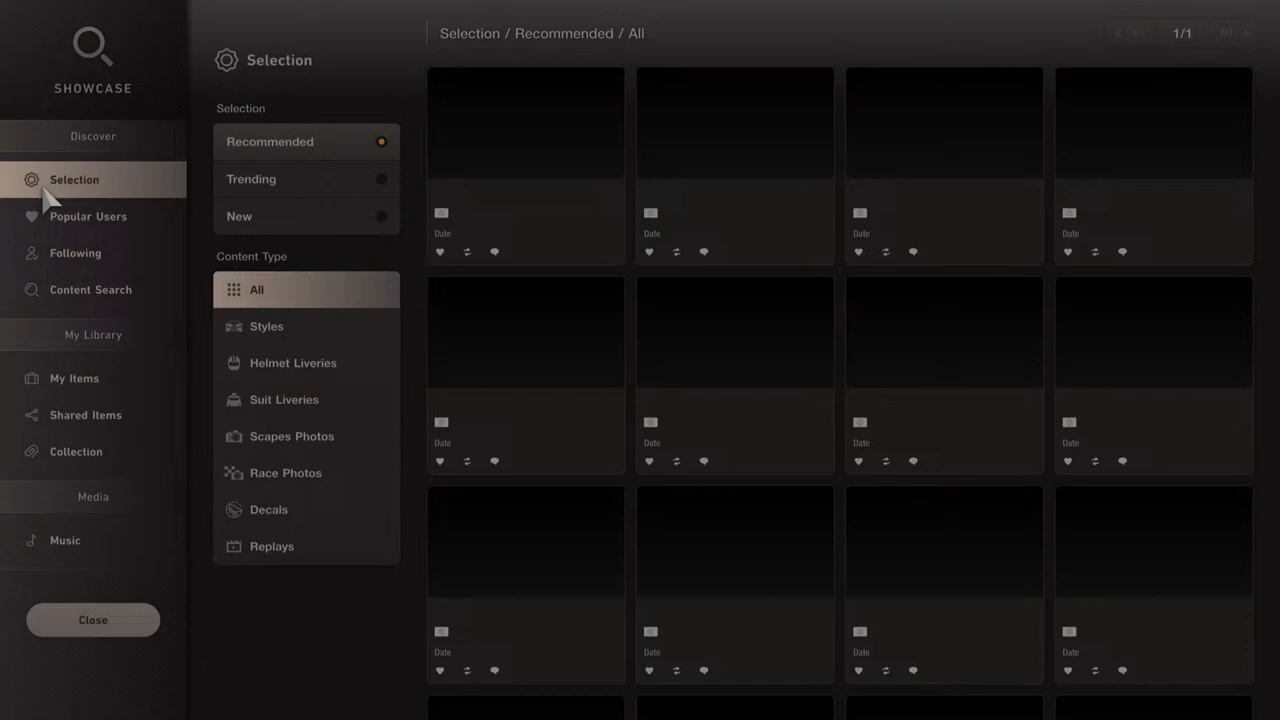 SHOWCASE
Discover
Selection
Popular Users
Following
Content Search
My Library
My Items
Shared Items
Collection
Media
Music
Close
Selection
Selection
Recommended
Trending
New
Content Type
All
Styles
Helmet Liveries
Suit Liveries
Scapes Photos
Race Photos
Decals
Replays
Selection / Recommended / All
1/1
Date
Date
Date
Date
Date
Date
Date
Date
Date
Date
Date
Date